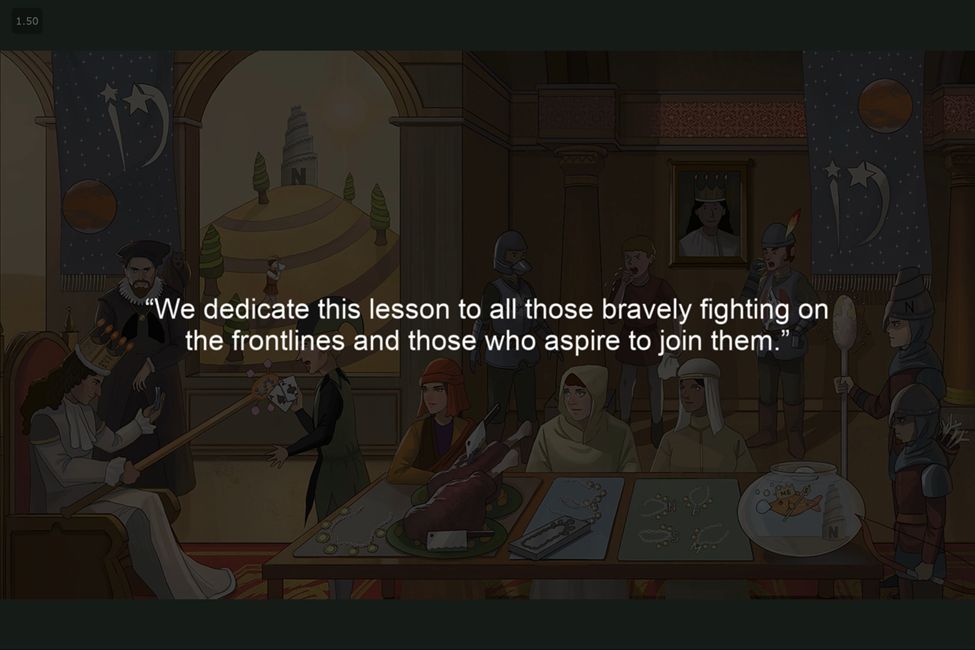 1.50
N
N
“We dedicate this lesson to all those bravely fighting on
the frontlines and those who aspire to join them.”
N